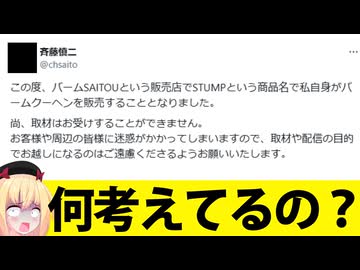 斉藤慎二
@chsaito
この度、バームSAITOUという販売店でSTUMPという商品名で私自身がバ
ームクーヘンを販売することとなりました。
尚、取材はお受けすることができません。
お客様や周辺の皆様に迷惑がかかってしまいますので、取材や配信の目的
でお越しになるのはご遠慮くださるようお願いいたします。
何考えてるの？